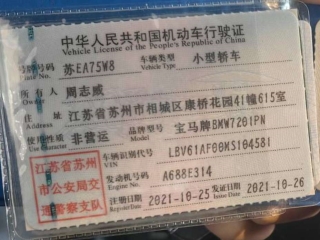 中华人民共和国机动车行驶证
Vehicle License of the People's Republic of China
号牌号码 苏EA75W8 车辆类型 小型轿车
Vehicle Type
所有人 周志威
住址 江苏省苏州市相城区康桥花园41幢615室
使用性质 非营运 品牌型号 宝马牌BMW7201PM
Use Character
车辆识别代号 LBV61AF00MS104581
VIN
发动机号码 A688E314
Engine No.
江苏省苏州
市公安局交
通警察支队
注册日期 2021-10-25 发证日期 2021-10-26